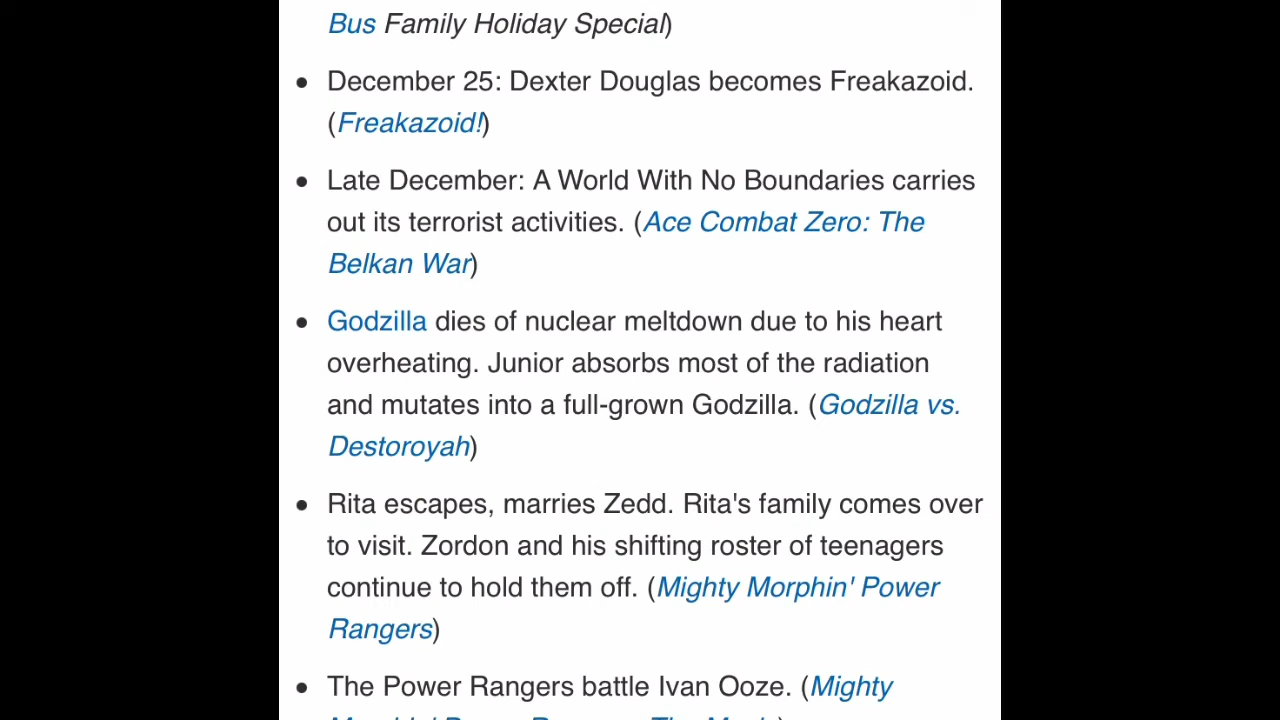 Bus Family Holiday Special)
• December 25: Dexter Douglas becomes Freakazoid.
(Freakazoid!)
• Late December: A World With No Boundaries carries
out its terrorist activities. (Ace Combat Zero: The
Belkan War)
• Godzilla dies of nuclear meltdown due to his heart
overheating. Junior absorbs most of the radiation
and mutates into a full-grown Godzilla. (Godzilla vs.
Destoroyah)
• Rita escapes, marries Zedd. Rita's family comes over
to visit. Zordon and his shifting roster of teenagers
continue to hold them off. (Mighty Morphin' Power
Rangers)
• The Power Rangers battle Ivan Ooze. (Mighty